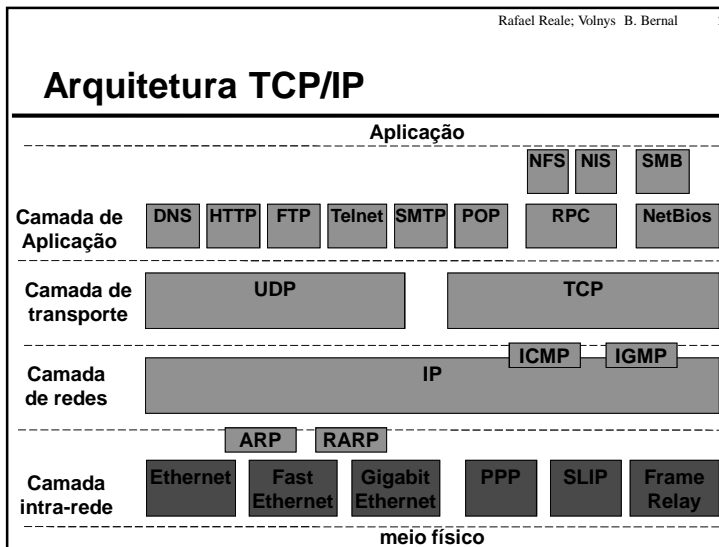 Rafael Reale; Volnys B. Bernal
Arquitetura TCP/IP
Aplicação
NFS NIS SMB
Camada de
Aplicação
DNS HTTP FTP Telnet SMTP POP RPC NetBios
Camada de
transporte
UDP TCP
ICMP IGMP
Camada
de redes
IP
ARP RARP
Camada
intra-rede
Ethernet
Fast
Ethernet
Gigabit
Ethernet
PPP
SLIP
Frame
Relay
meio físico